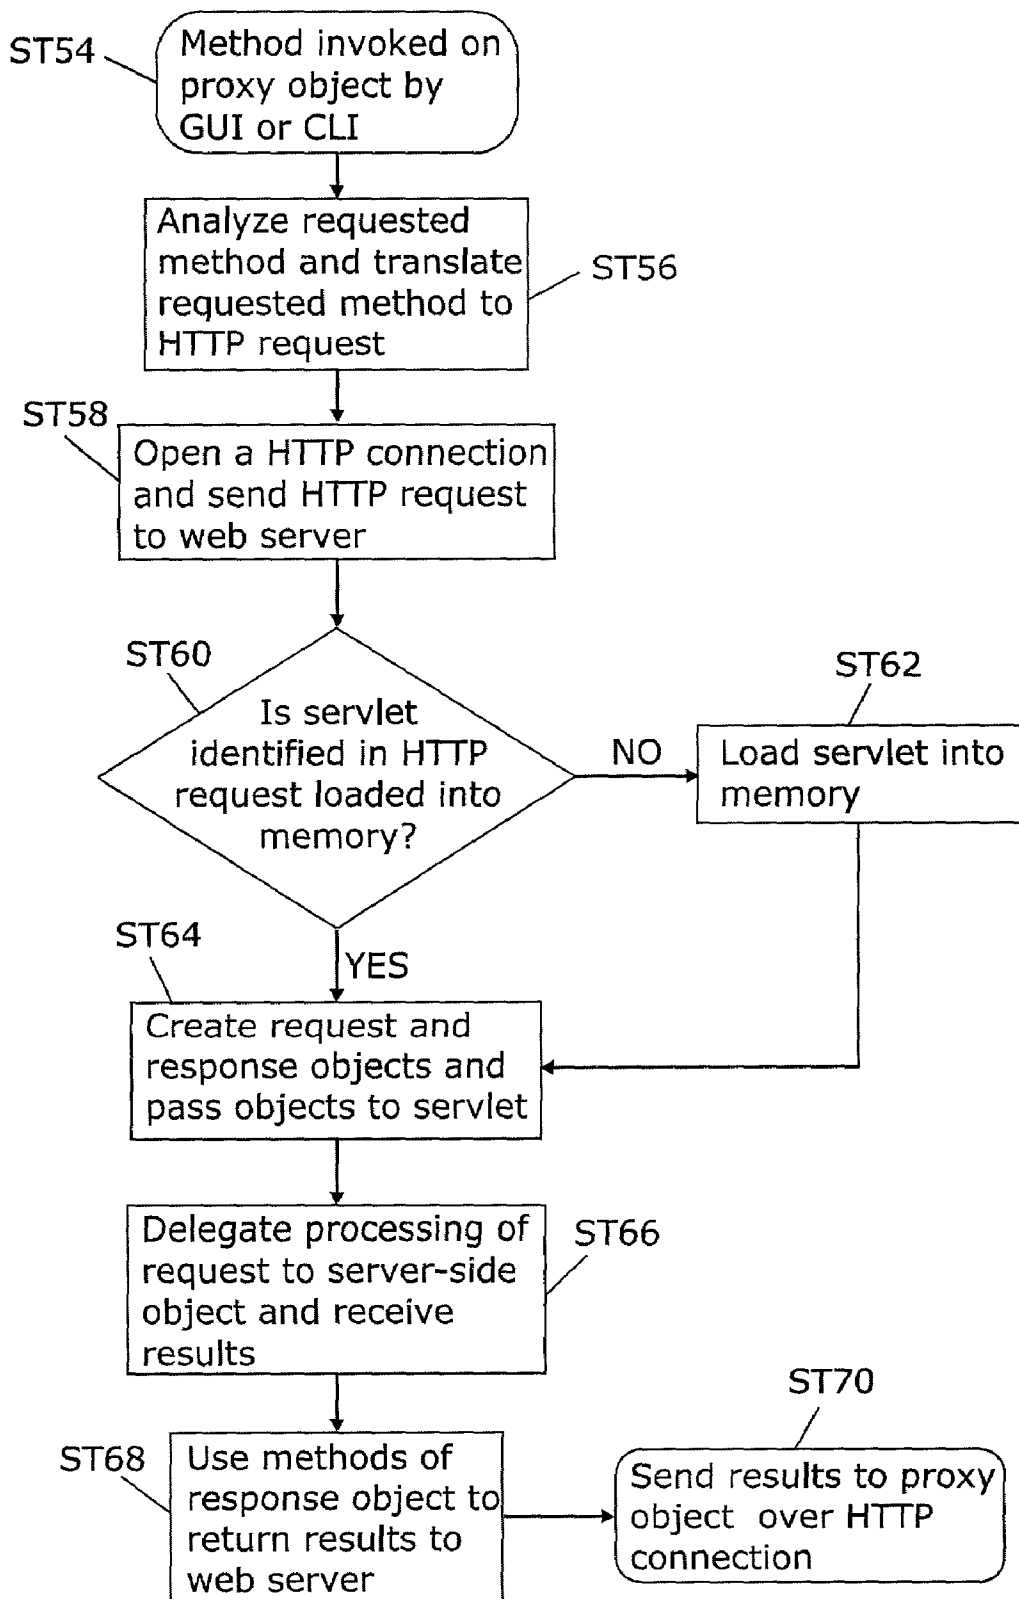 ST54
Method invoked on
proxy object by
GUI or CLI
Analyze requested
method and translate
requested method to
HTTP request
ST56
ST58
Open a HTTP connection
and send HTTP request
to web server
ST60
Is servlet
identified in HTTP
request loaded into
memory?
NO
ST62
Load servlet into
memory
YES
ST64
Create request and
response objects and
pass objects to servlet
Delegate processing of
request to server-side
object and receive
results
ST66
ST68
Use methods of
response object to
return results to
web server
ST70
Send results to proxy
object over HTTP
connection